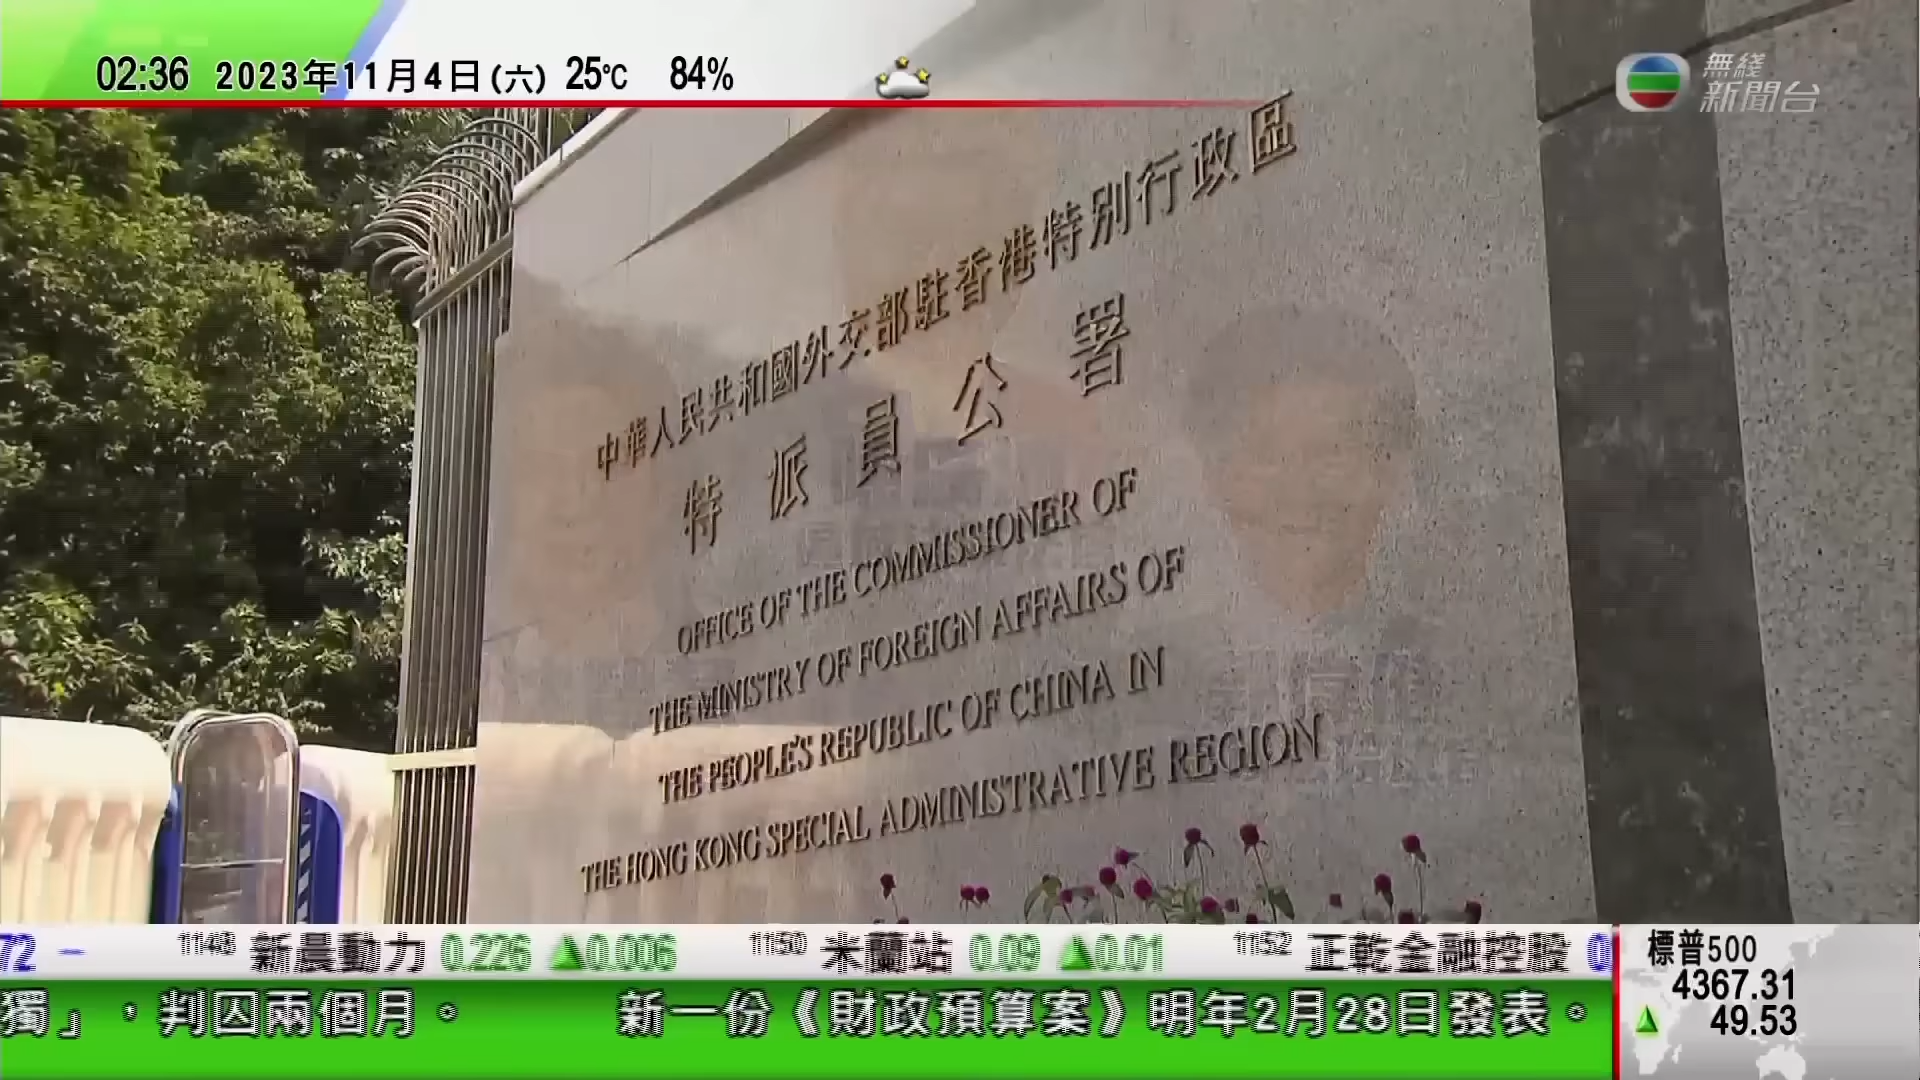 02:36 2023年11月4日(六) 25℃ 84%
無綫
新聞台
中華人民共和國外交部駐香港特別行政區
特派員公署
OFFICE OF THE COMMISSIONER OF
THE MINISTRY OF FOREIGN AFFAIRS OF
THE PEOPLE'S REPUBLIC OF CHINA IN
THE HONG KONG SPECIAL ADMINISTRATIVE REGION
72 – 11148 新晨動力 0.226 ▲0.006 11150 米蘭站 0.09 ▲0.01 11152 正乾金融控股 0
獨」，判囚兩個月。 新一份《財政預算案》明年2月28日發表。
標普500
4367.31
▲ 49.53